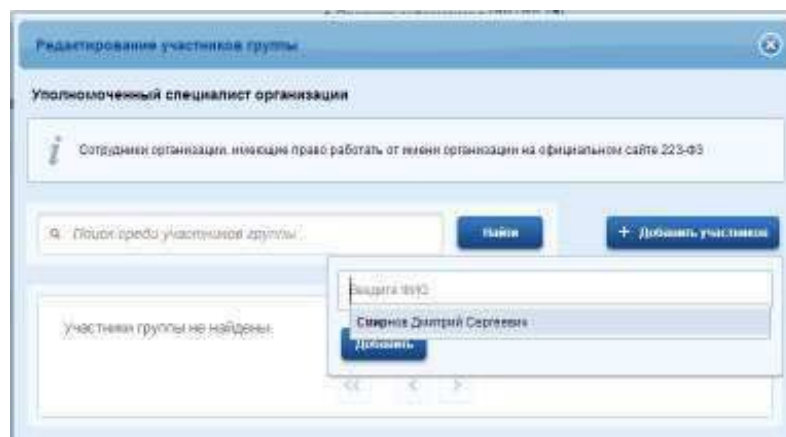 Редактирование участников группы
Уполномоченный специалист организации
i
Сотрудники организации, имеющие право работать от имени организации на официальном сайте 223-ФЗ
Поиск среди участников группы
Найти
+ Добавить участников
Введите ФИО
Смирнов Дмитрий Сергеевич
Участники группы не найдены
Добавить
<< < >